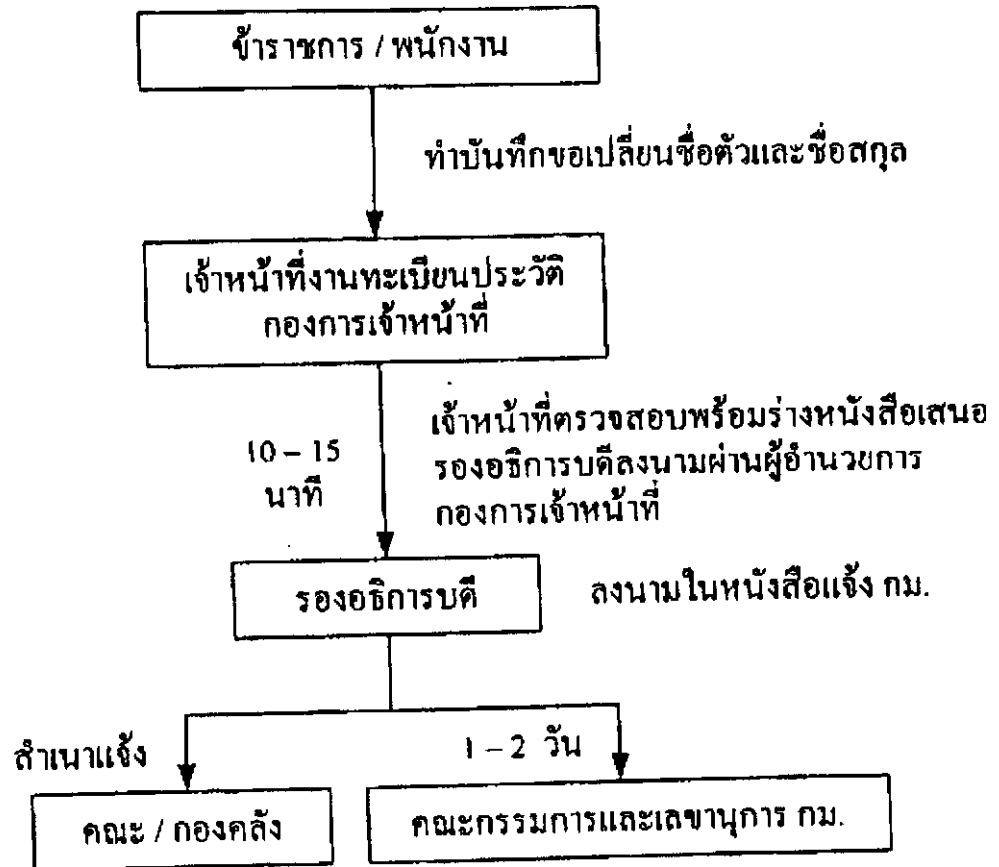 ข้าราชการ / พนักงาน
ทำบันทึกขอเปลี่ยนชื่อตัวและชื่อสกุล
เจ้าหน้าที่งานทะเบียนประวัติ
กองการเจ้าหน้าที่
10 – 15
นาที
เจ้าหน้าที่ตรวจสอบพร้อมร่างหนังสือเสนอ
รองอธิการบดีลงนามผ่านผู้อำนวยการ
กองการเจ้าหน้าที่
รองอธิการบดี
ลงนามในหนังสือแจ้ง กม.
สำเนาแจ้ง
1 – 2 วัน
คณะ / กองคลัง
คณะกรรมการและเลขานุการ กม.